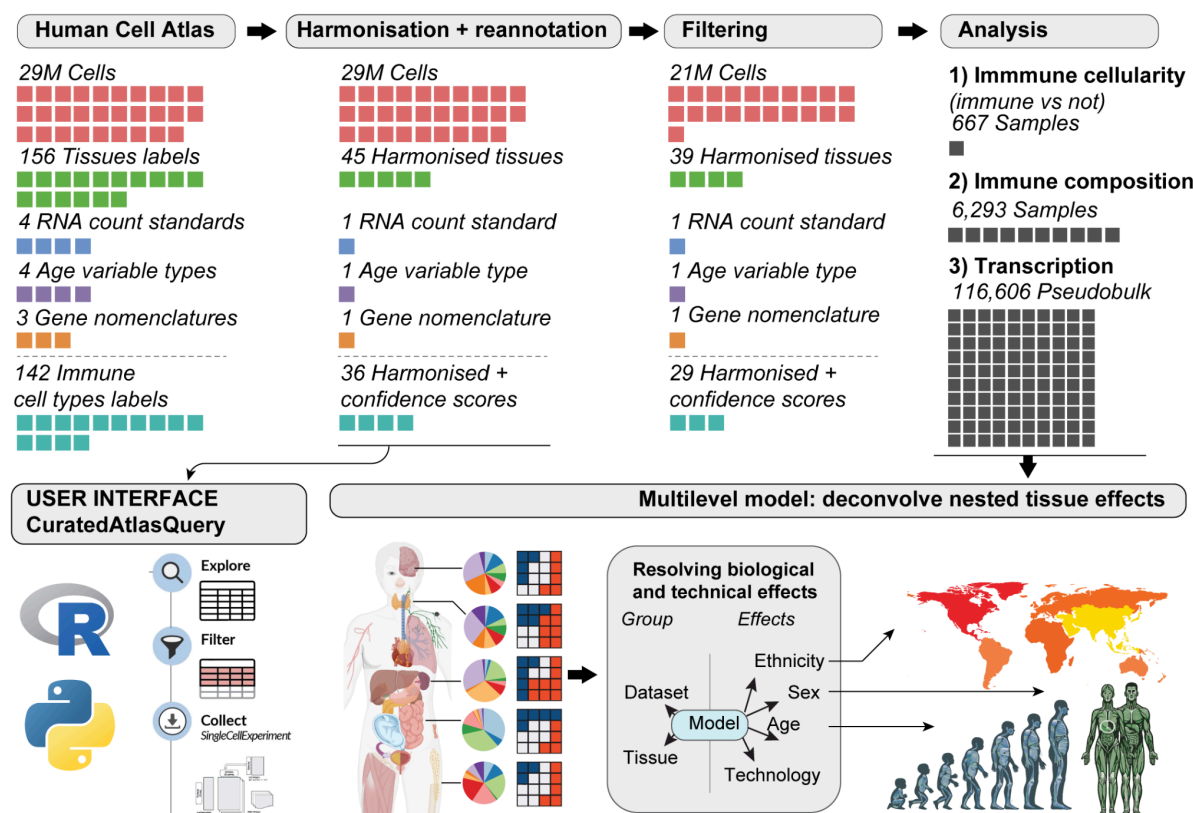 Human Cell Atlas
Harmonisation + reannotation
Filtering
Analysis
29M Cells
156 Tissues labels
4 RNA count standards
4 Age variable types
3 Gene nomenclatures
142 Immune
cell types labels
29M Cells
45 Harmonised tissues
1 RNA count standard
1 Age variable type
1 Gene nomenclature
36 Harmonised +
confidence scores
21M Cells
39 Harmonised tissues
1 RNA count standard
1 Age variable type
1 Gene nomenclature
29 Harmonised +
confidence scores
1) Immmune cellularity
(immune vs not)
667 Samples
2) Immune composition
6,293 Samples
3) Transcription
116,606 Pseudobulk
USER INTERFACE
CuratedAtlasQuery
R
Explore
Filter
Collect
SingleCellExperiment
Multilevel model: deconvolve nested tissue effects
Resolving biological
and technical effects
Group
Effects
Ethnicity
Dataset
Sex
Model
Age
Tissue
Technology